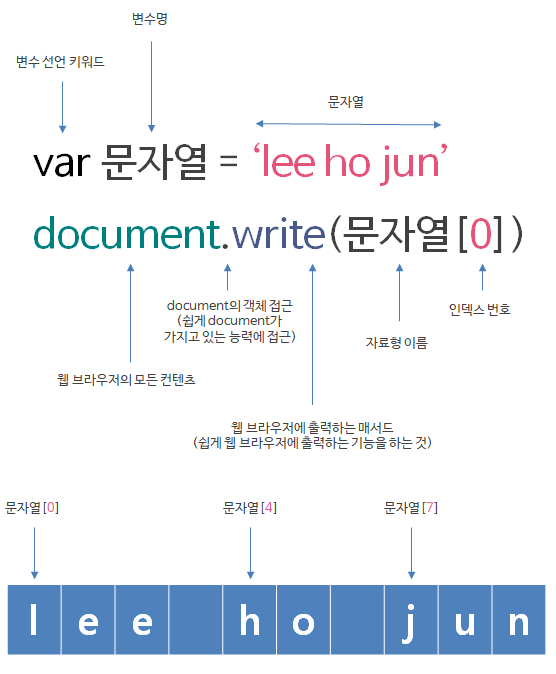 변수명
변수 선언 키워드
문자열
var 문자열 = ‘lee ho jun’
document.write(문자열[0])
document의 객체 접근
(쉽게 document가
가지고 있는 능력에 접근)
인덱스 번호
자료형 이름
웹 브라우저의 모든 컨텐츠
웹 브라우저에 출력하는 매서드
(쉽게 웹 브라우저에 출력하는 기능을 하는 것)
문자열[0] 문자열[4] 문자열[7]
l e e h o j u n